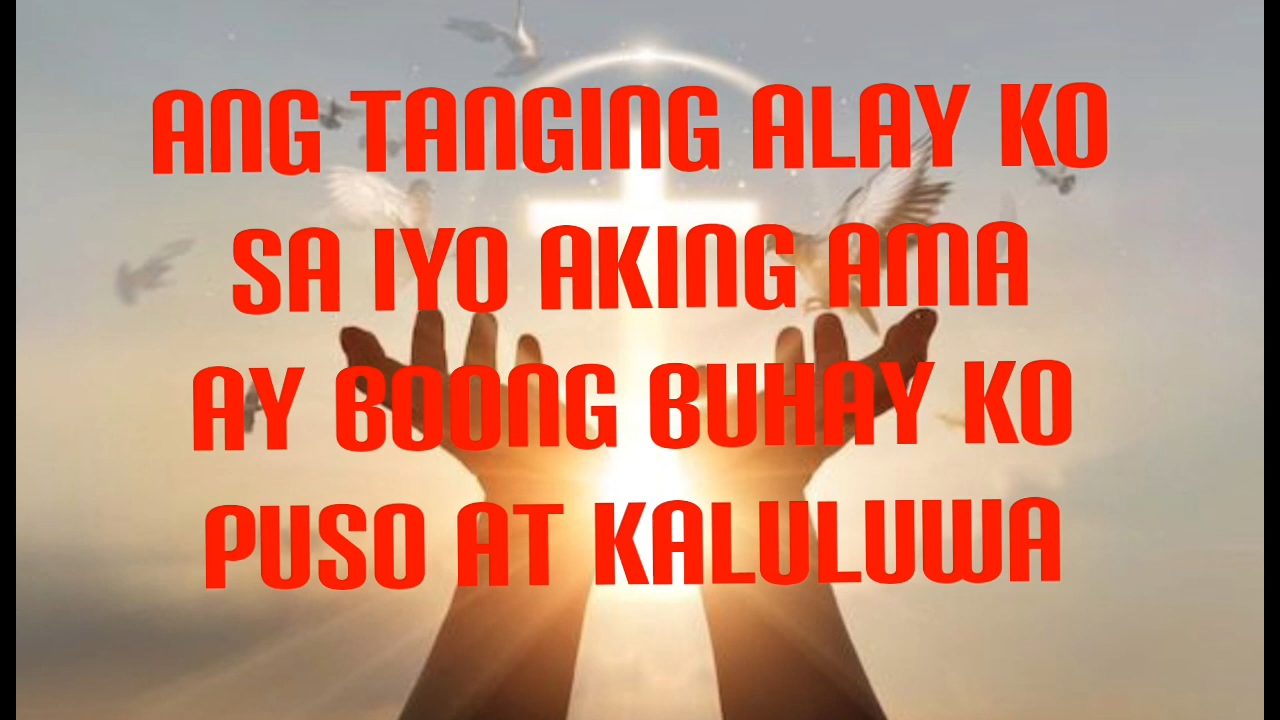 ANG TANGING ALAY KO
SA IYO AKING AMA
AY BOONG BUHAY KO
PUSO AT KALULUWA